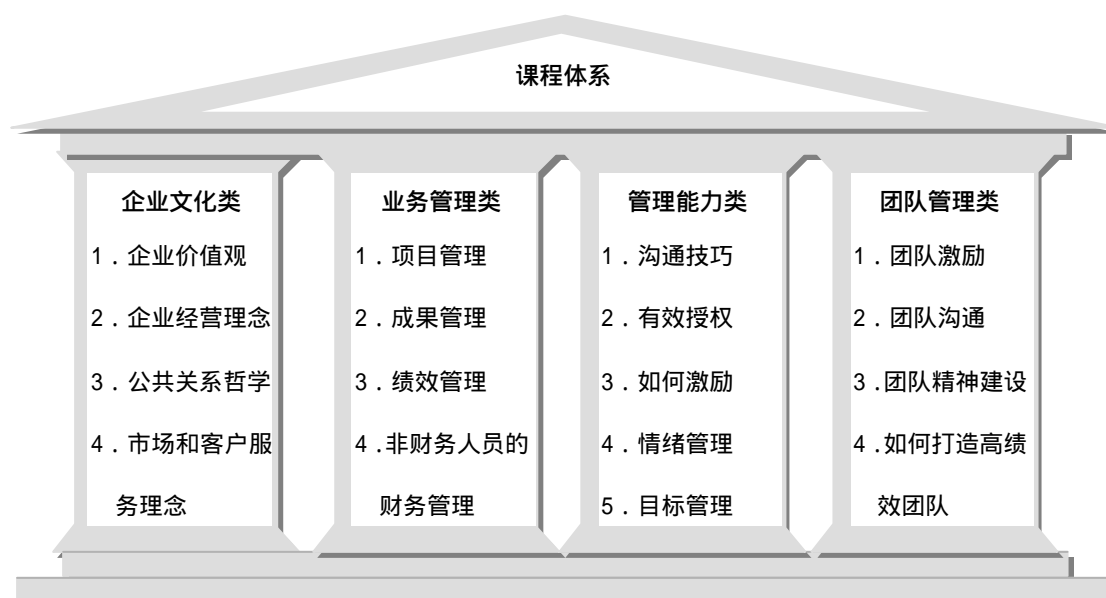 课程体系
企业文化类
1．企业价值观
2．企业经营理念
3．公共关系哲学
4．市场和客户服
务理念
业务管理类
1．项目管理
2．成果管理
3．绩效管理
4.非财务人员的
财务管理
管理能力类
1．沟通技巧
2．有效授权
3．如何激励
4．情绪管理
5．目标管理
团队管理类
1．团队激励
2．团队沟通
3.团队精神建设
4.如何打造高绩
效团队